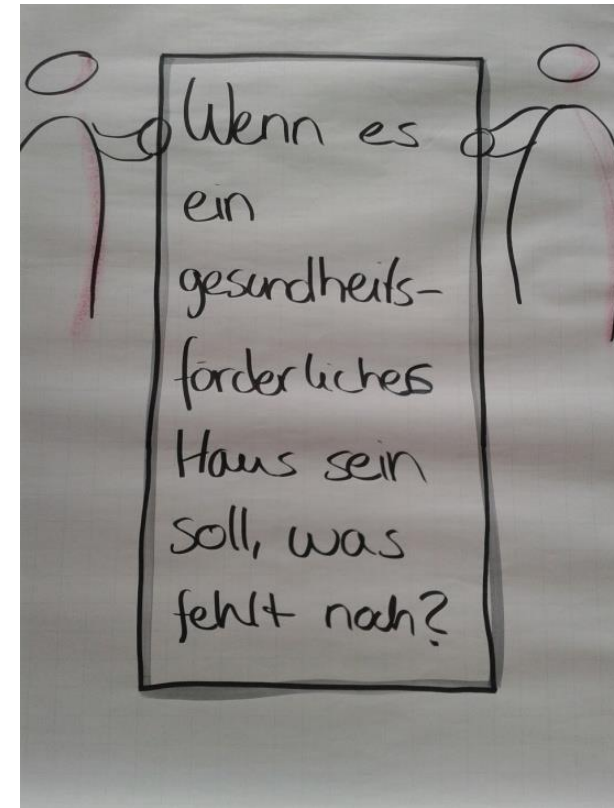 Wenn es
ein
gesundheits-
förderliches
Haus sein
soll, was
fehlt noch?